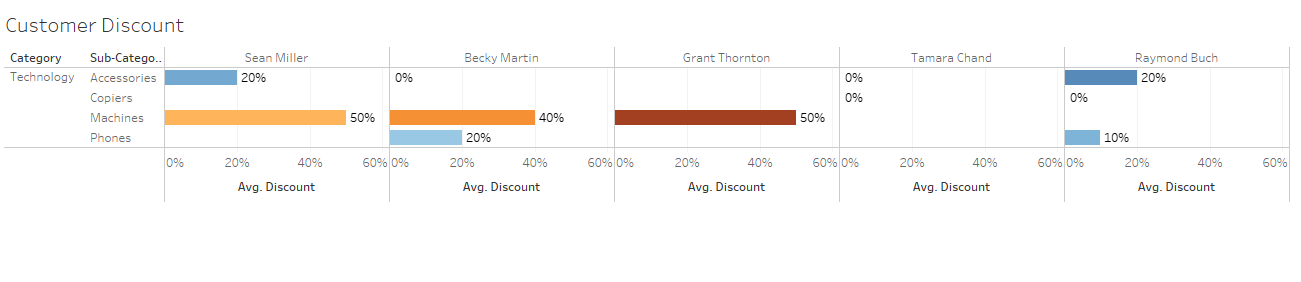 Customer Discount
Category Sub-Catego.. Sean Miller Becky Martin Grant Thornton Tamara Chand Raymond Buch
Technology Accessories 20% 0% 0% 20%
Copiers 0% 0%
Machines 50% 40% 50%
Phones 20% 10%
0% 20% 40% 60% 0% 20% 40% 60% 0% 20% 40% 60% 0% 20% 40% 60% 0% 20% 40% 60%
Avg. Discount Avg. Discount Avg. Discount Avg. Discount Avg. Discount